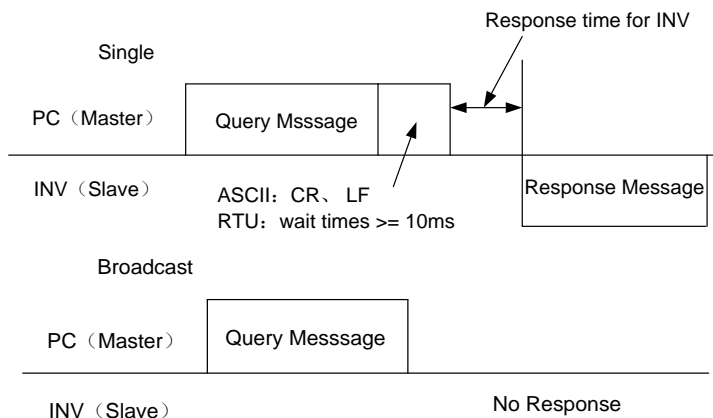 Response time for INV
Single
PC（Master）
Query Msssage
INV（Slave）
ASCII：CR、 LF
RTU：wait times >= 10ms
Response Message
Broadcast
PC（Master）
Query Messsage
INV（Slave）
No Response